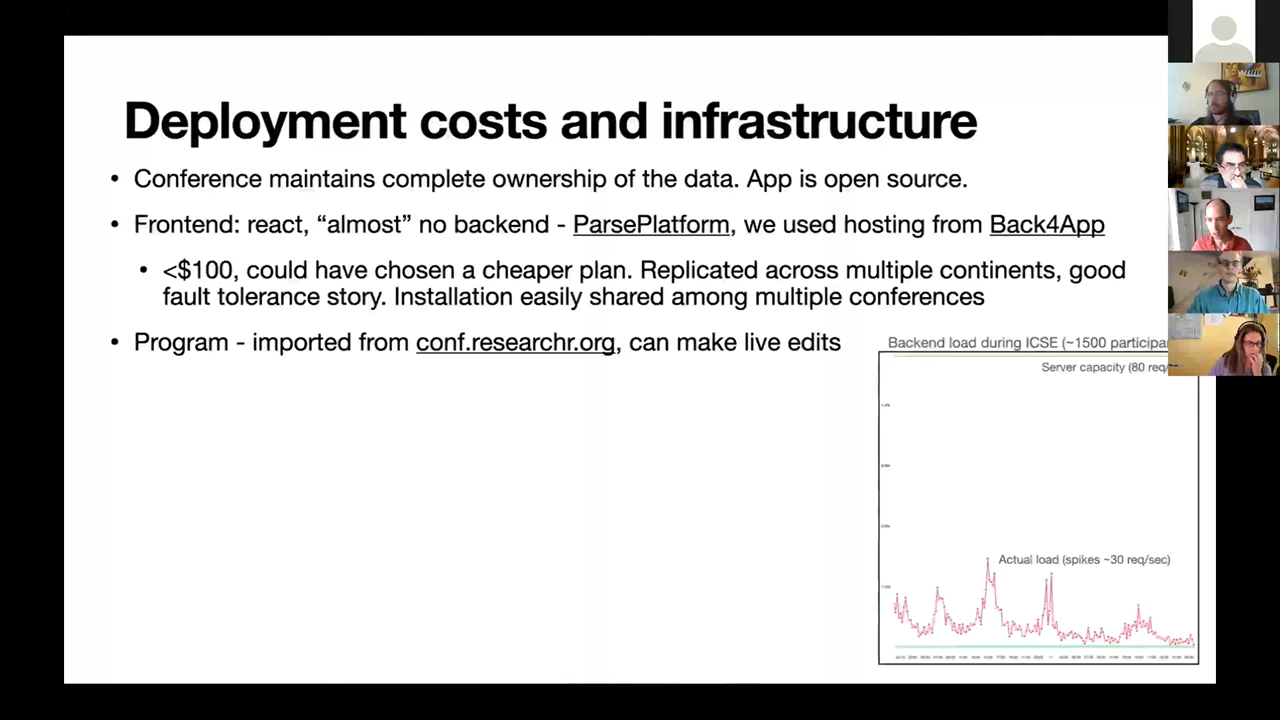 Deployment costs and infrastructure
• Conference maintains complete ownership of the data. App is open source.
• Frontend: react, “almost” no backend - ParsePlatform, we used hosting from Back4App
• <$100, could have chosen a cheaper plan. Replicated across multiple continents, good
fault tolerance story. Installation easily shared among multiple conferences
• Program - imported from conf.researchr.org, can make live edits
Backend load during ICSE (~1500 participa
Server capacity (80 req/
Actual load (spikes ~30 req/sec)